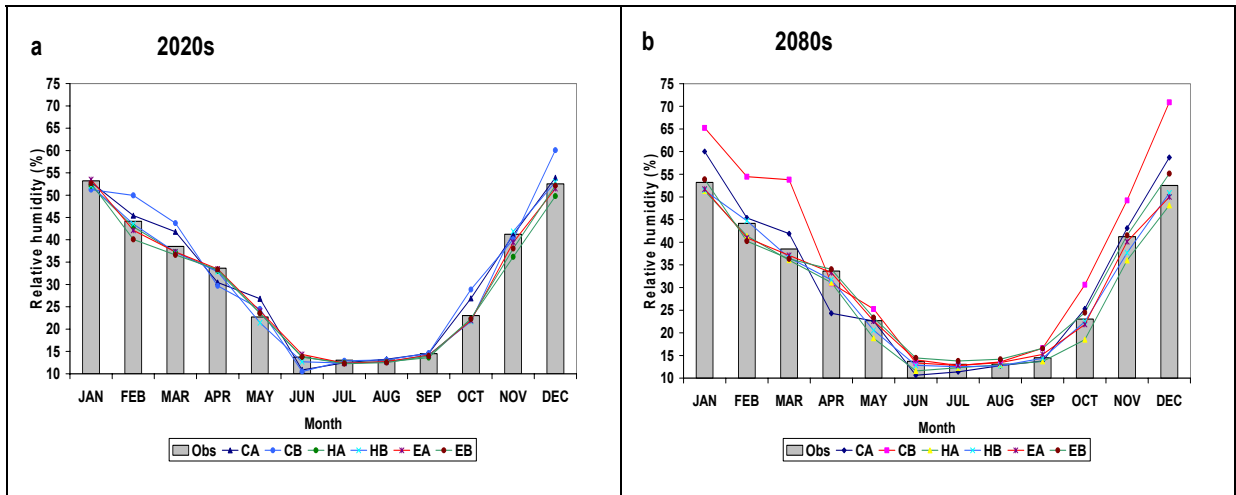 a 2020s
Relative humidity (%)
75
70
65
60
55
50
45
40
35
30
25
20
15
10
JAN FEB MAR APR MAY JUN JUL AUG SEP OCT NOV DEC
Month
Obs CA CB HA HB EA EB
b 2080s
Relative humidity (%)
75
70
65
60
55
50
45
40
35
30
25
20
15
10
JAN FEB MAR APR MAY JUN JUL AUG SEP OCT NOV DEC
Month
Obs CA CB HA HB EA EB